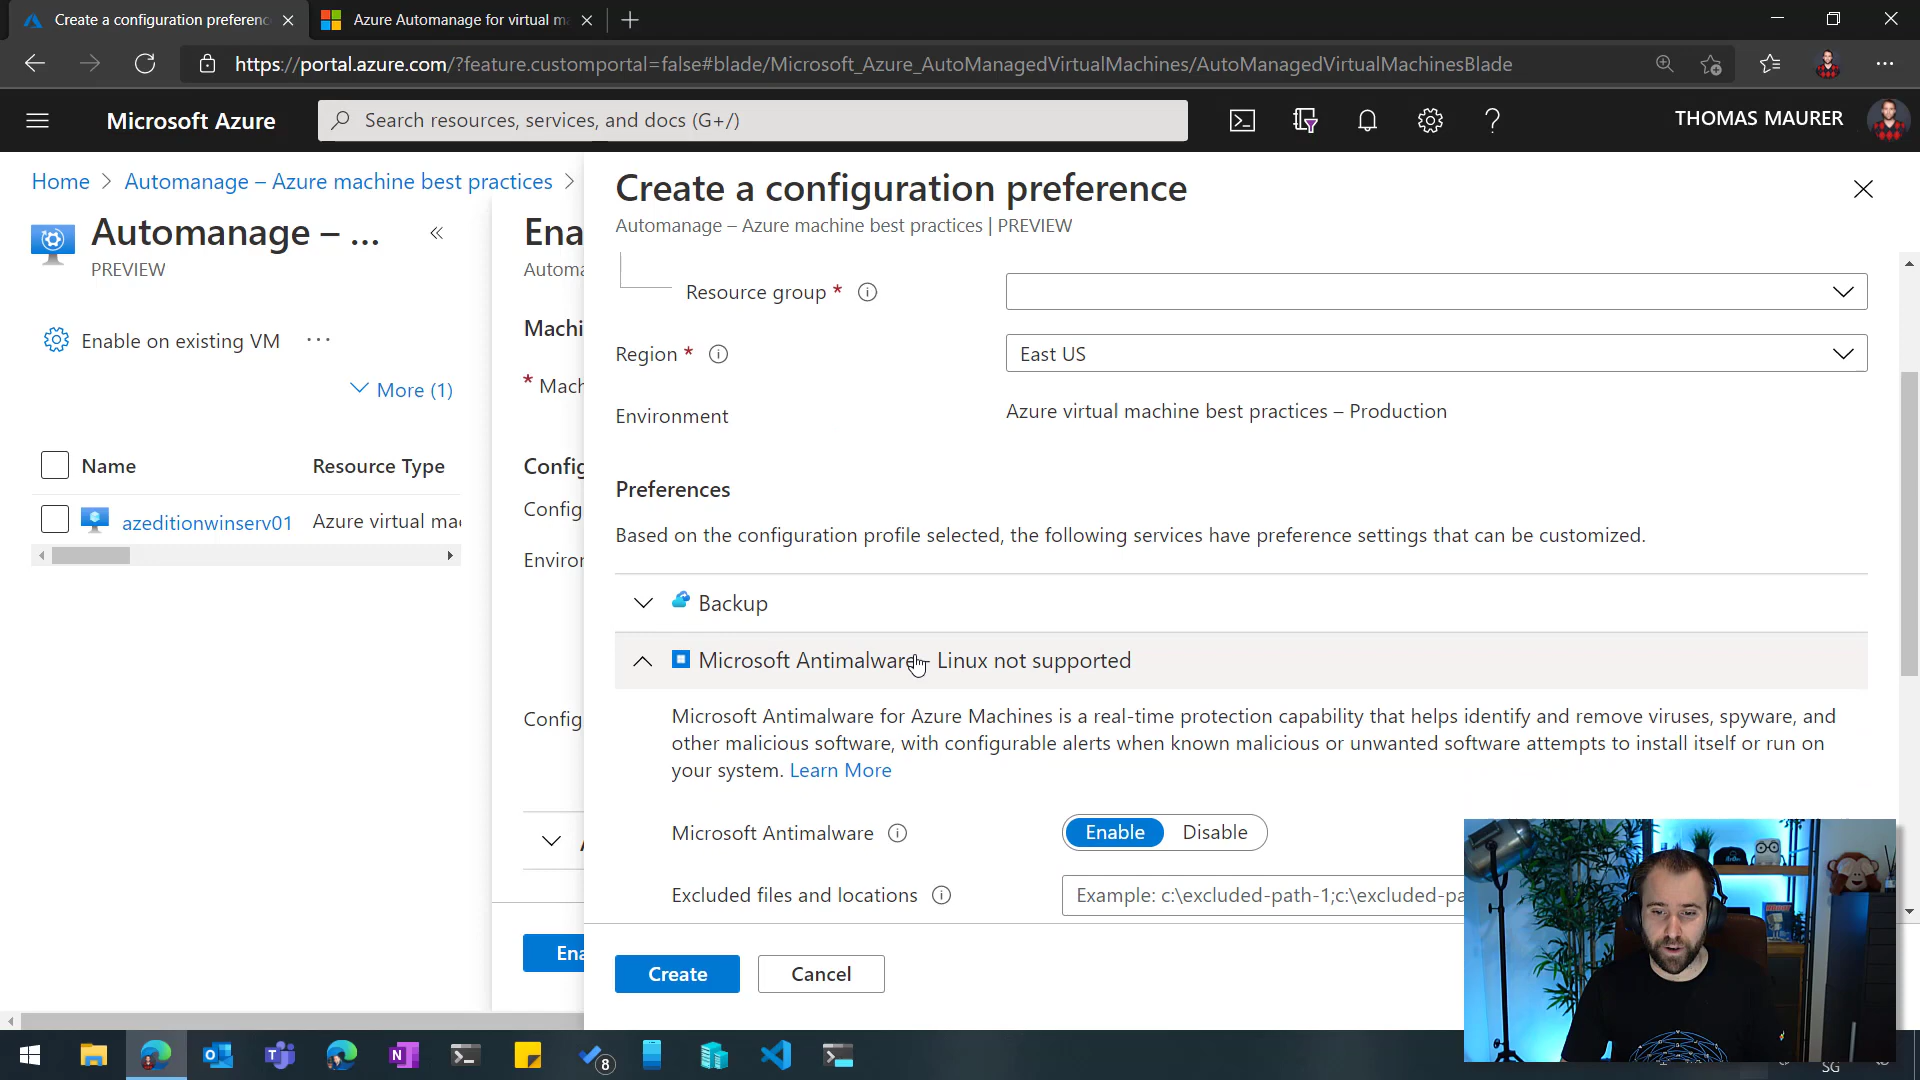 Create a configuration preferenc
Azure Automanage for virtual m
https://portal.azure.com/?feature.customportal=false#blade/Microsoft_Azure_AutoManagedVirtualMachines/AutoManagedVirtualMachinesBlade
Microsoft Azure
Search resources, services, and docs (G+/)
THOMAS MAURER
Home > Automanage – Azure machine best practices >
Automanage – ...
PREVIEW
Enable on existing VM ...
More (1)
Name Resource Type
azeditionwinserv01 Azure virtual mac
Ena
Automa
Machi
* Mach
Config
Config
Environ
Config
Ena
Create a configuration preference
Automanage – Azure machine best practices | PREVIEW
Resource group *
Region *
East US
Environment
Azure virtual machine best practices – Production
Preferences
Based on the configuration profile selected, the following services have preference settings that can be customized.
Backup
Microsoft Antimalware - Linux not supported
Microsoft Antimalware for Azure Machines is a real-time protection capability that helps identify and remove viruses, spyware, and
other malicious software, with configurable alerts when known malicious or unwanted software attempts to install itself or run on
your system. Learn More
Microsoft Antimalware
Enable Disable
Excluded files and locations
Example: c:\excluded-path-1;c:\excluded-pa
Create Cancel
8
SG